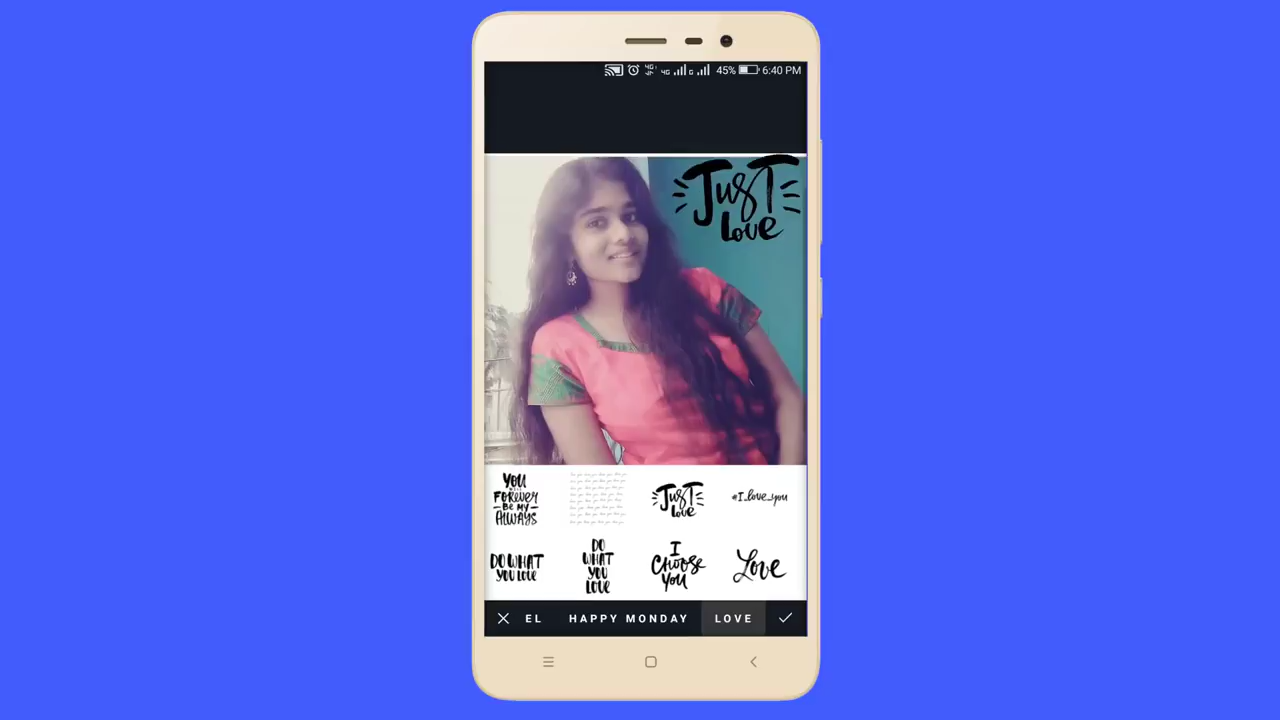 4G 4G G 45% 6:40 PM
JusT
Love
YOU
FOREVER
BE MY
ALWAYS
JusT
Love
#I_love_you
DO WHAT
YOU LOVE
DO
WHAT
YOU
LOVE
I
CHOOSE
YOU
Love
EL HAPPY MONDAY LOVE